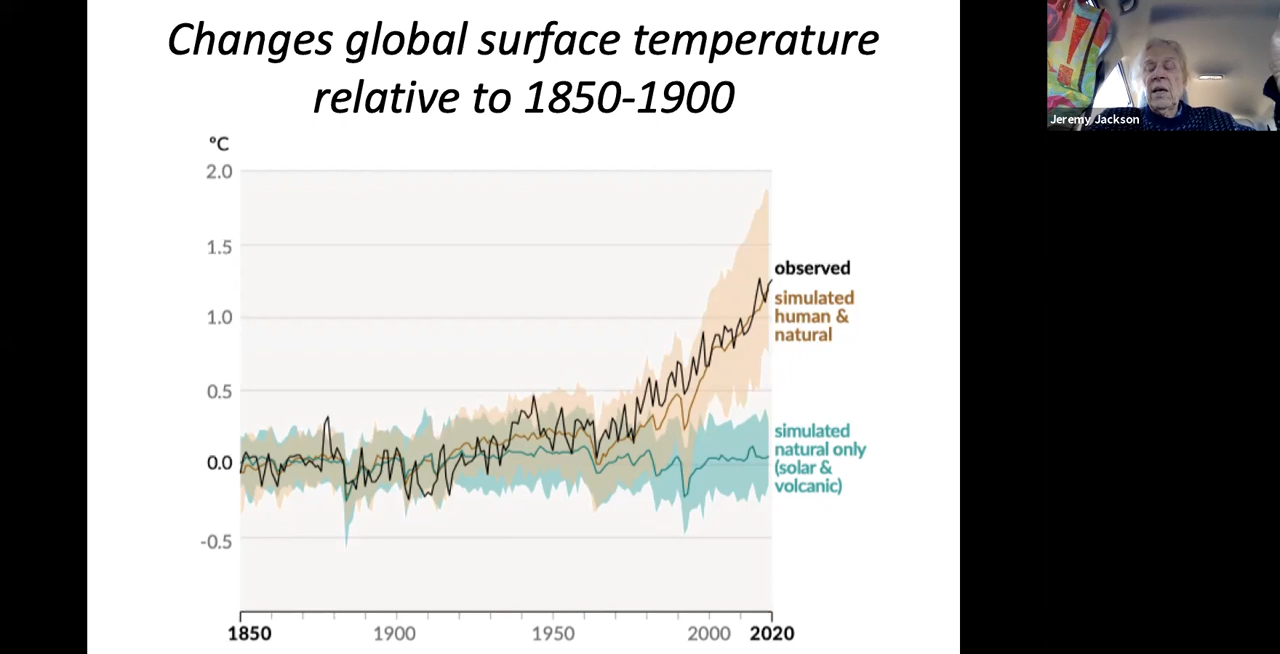 Changes global surface temperature
relative to 1850-1900
Jeremy Jackson
ºC
2.0
1.5
1.0
0.5
0.0
-0.5
observed
simulated
human &
natural
simulated
natural only
(solar &
volcanic)
1850 1900 1950 2000 2020